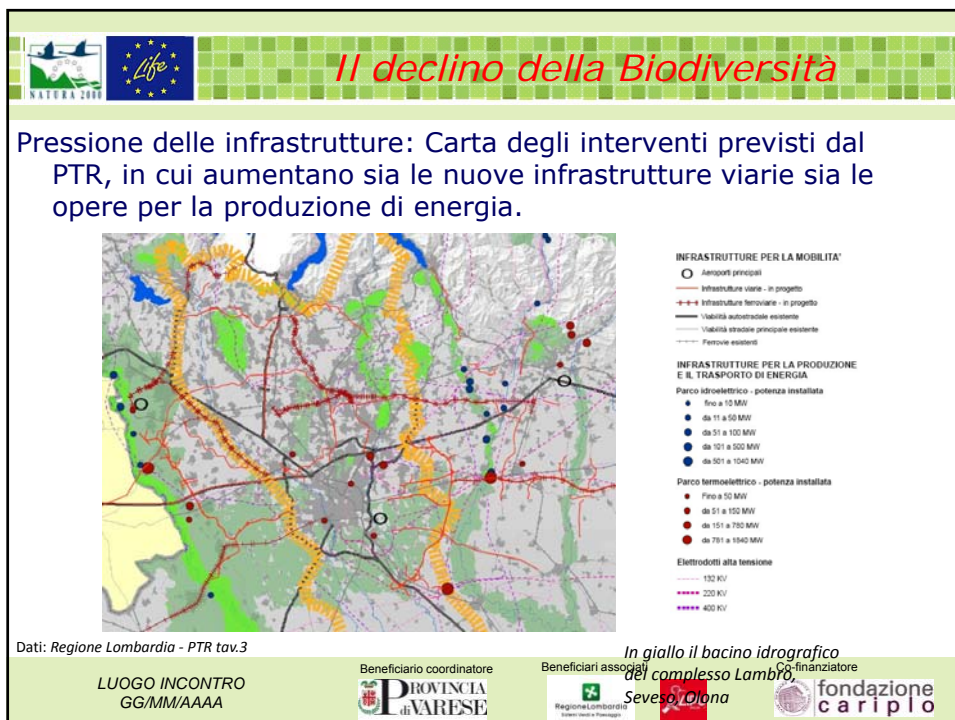 NATURA 2000
Life
Il declino della Biodiversità
Pressione delle infrastrutture: Carta degli interventi previsti dal
PTR, in cui aumentano sia le nuove infrastrutture viarie sia le
opere per la produzione di energia.
INFRASTRUTTURE PER LA MOBILITA'
Aeroporti principali
Infrastrutture viarie - in progetto
Infrastrutture ferroviarie - in progetto
Viabilità autostradale esistente
Viabilità stradale principale esistente
Ferrovie esistenti
INFRASTRUTTURE PER LA PRODUZIONE
E IL TRASPORTO DI ENERGIA
Parco idroelettrico - potenza installata
fino a 10 MW
da 11 a 50 MW
da 51 a 100 MW
da 101 a 500 MW
da 501 a 1040 MW
Parco termoelettrico - potenza installata
Fino a 50 MW
da 51 a 150 MW
da 151 a 780 MW
da 781 a 1840 MW
Elettrodotti alta tensione
132 KV
220 KV
400 KV
Dati: Regione Lombardia - PTR tav.3
In giallo il bacino idrografico
del complesso Lambro,
Seveso, Olona
LUOGO INCONTRO
GG/MM/AAAA
Beneficiario coordinatore
PROVINCIA
di VARESE
Beneficiari associati
RegioneLombardia
Co-finanziatore
fondazione
cariplo